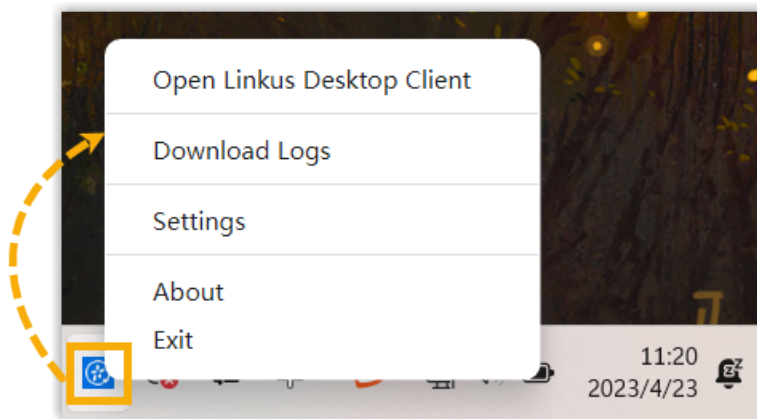 Open Linkus Desktop Client
Download Logs
Settings
About
Exit
11:20
2023/4/23